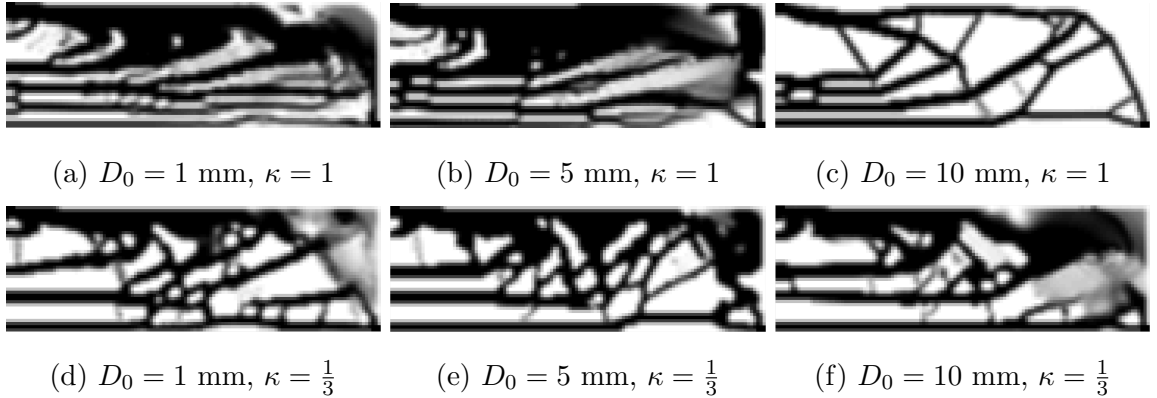 (a) D₀ = 1 mm, κ = 1 (b) D₀ = 5 mm, κ = 1 (c) D₀ = 10 mm, κ = 1
(d) D₀ = 1 mm, κ = 1/3 (e) D₀ = 5 mm, κ = 1/3 (f) D₀ = 10 mm, κ = 1/3